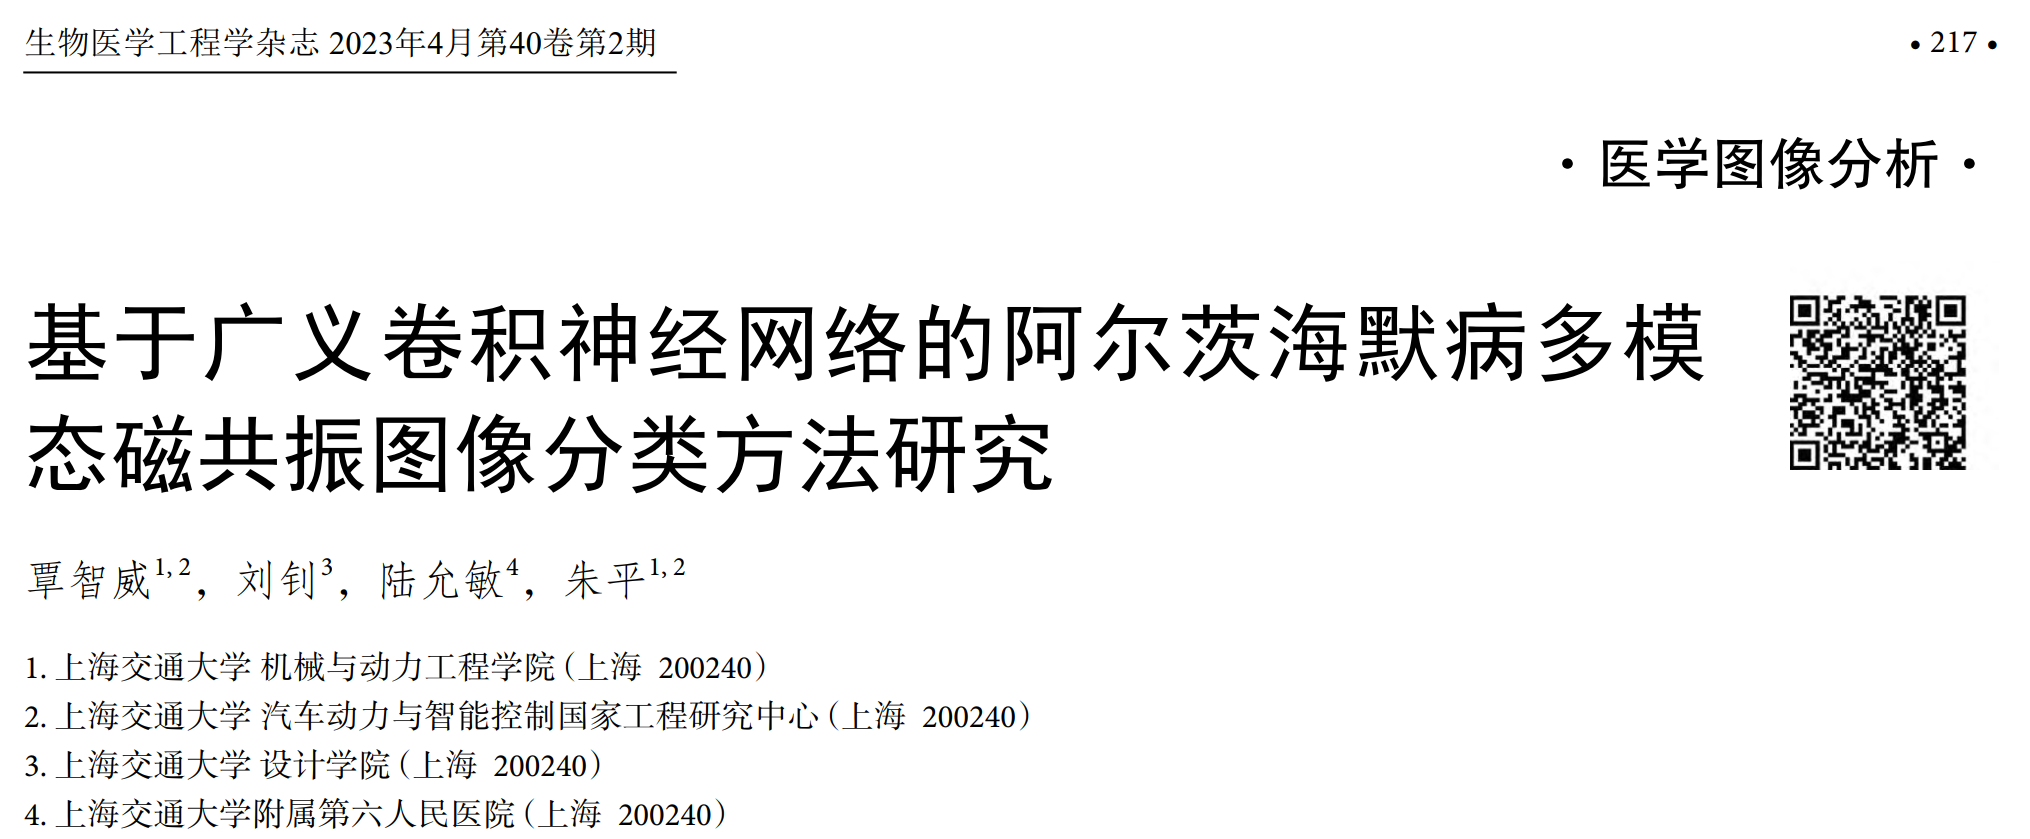 生物医学工程学杂志 2023年4月第40卷第2期
• 217 •
· 医学图像分析 ·
基于广义卷积神经网络的阿尔茨海默病多模
态磁共振图像分类方法研究
覃智威1, 2，刘钊3，陆允敏4，朱平1, 2
1. 上海交通大学 机械与动力工程学院（上海 200240）
2. 上海交通大学 汽车动力与智能控制国家工程研究中心（上海 200240）
3. 上海交通大学 设计学院（上海 200240）
4. 上海交通大学附属第六人民医院（上海 200240）